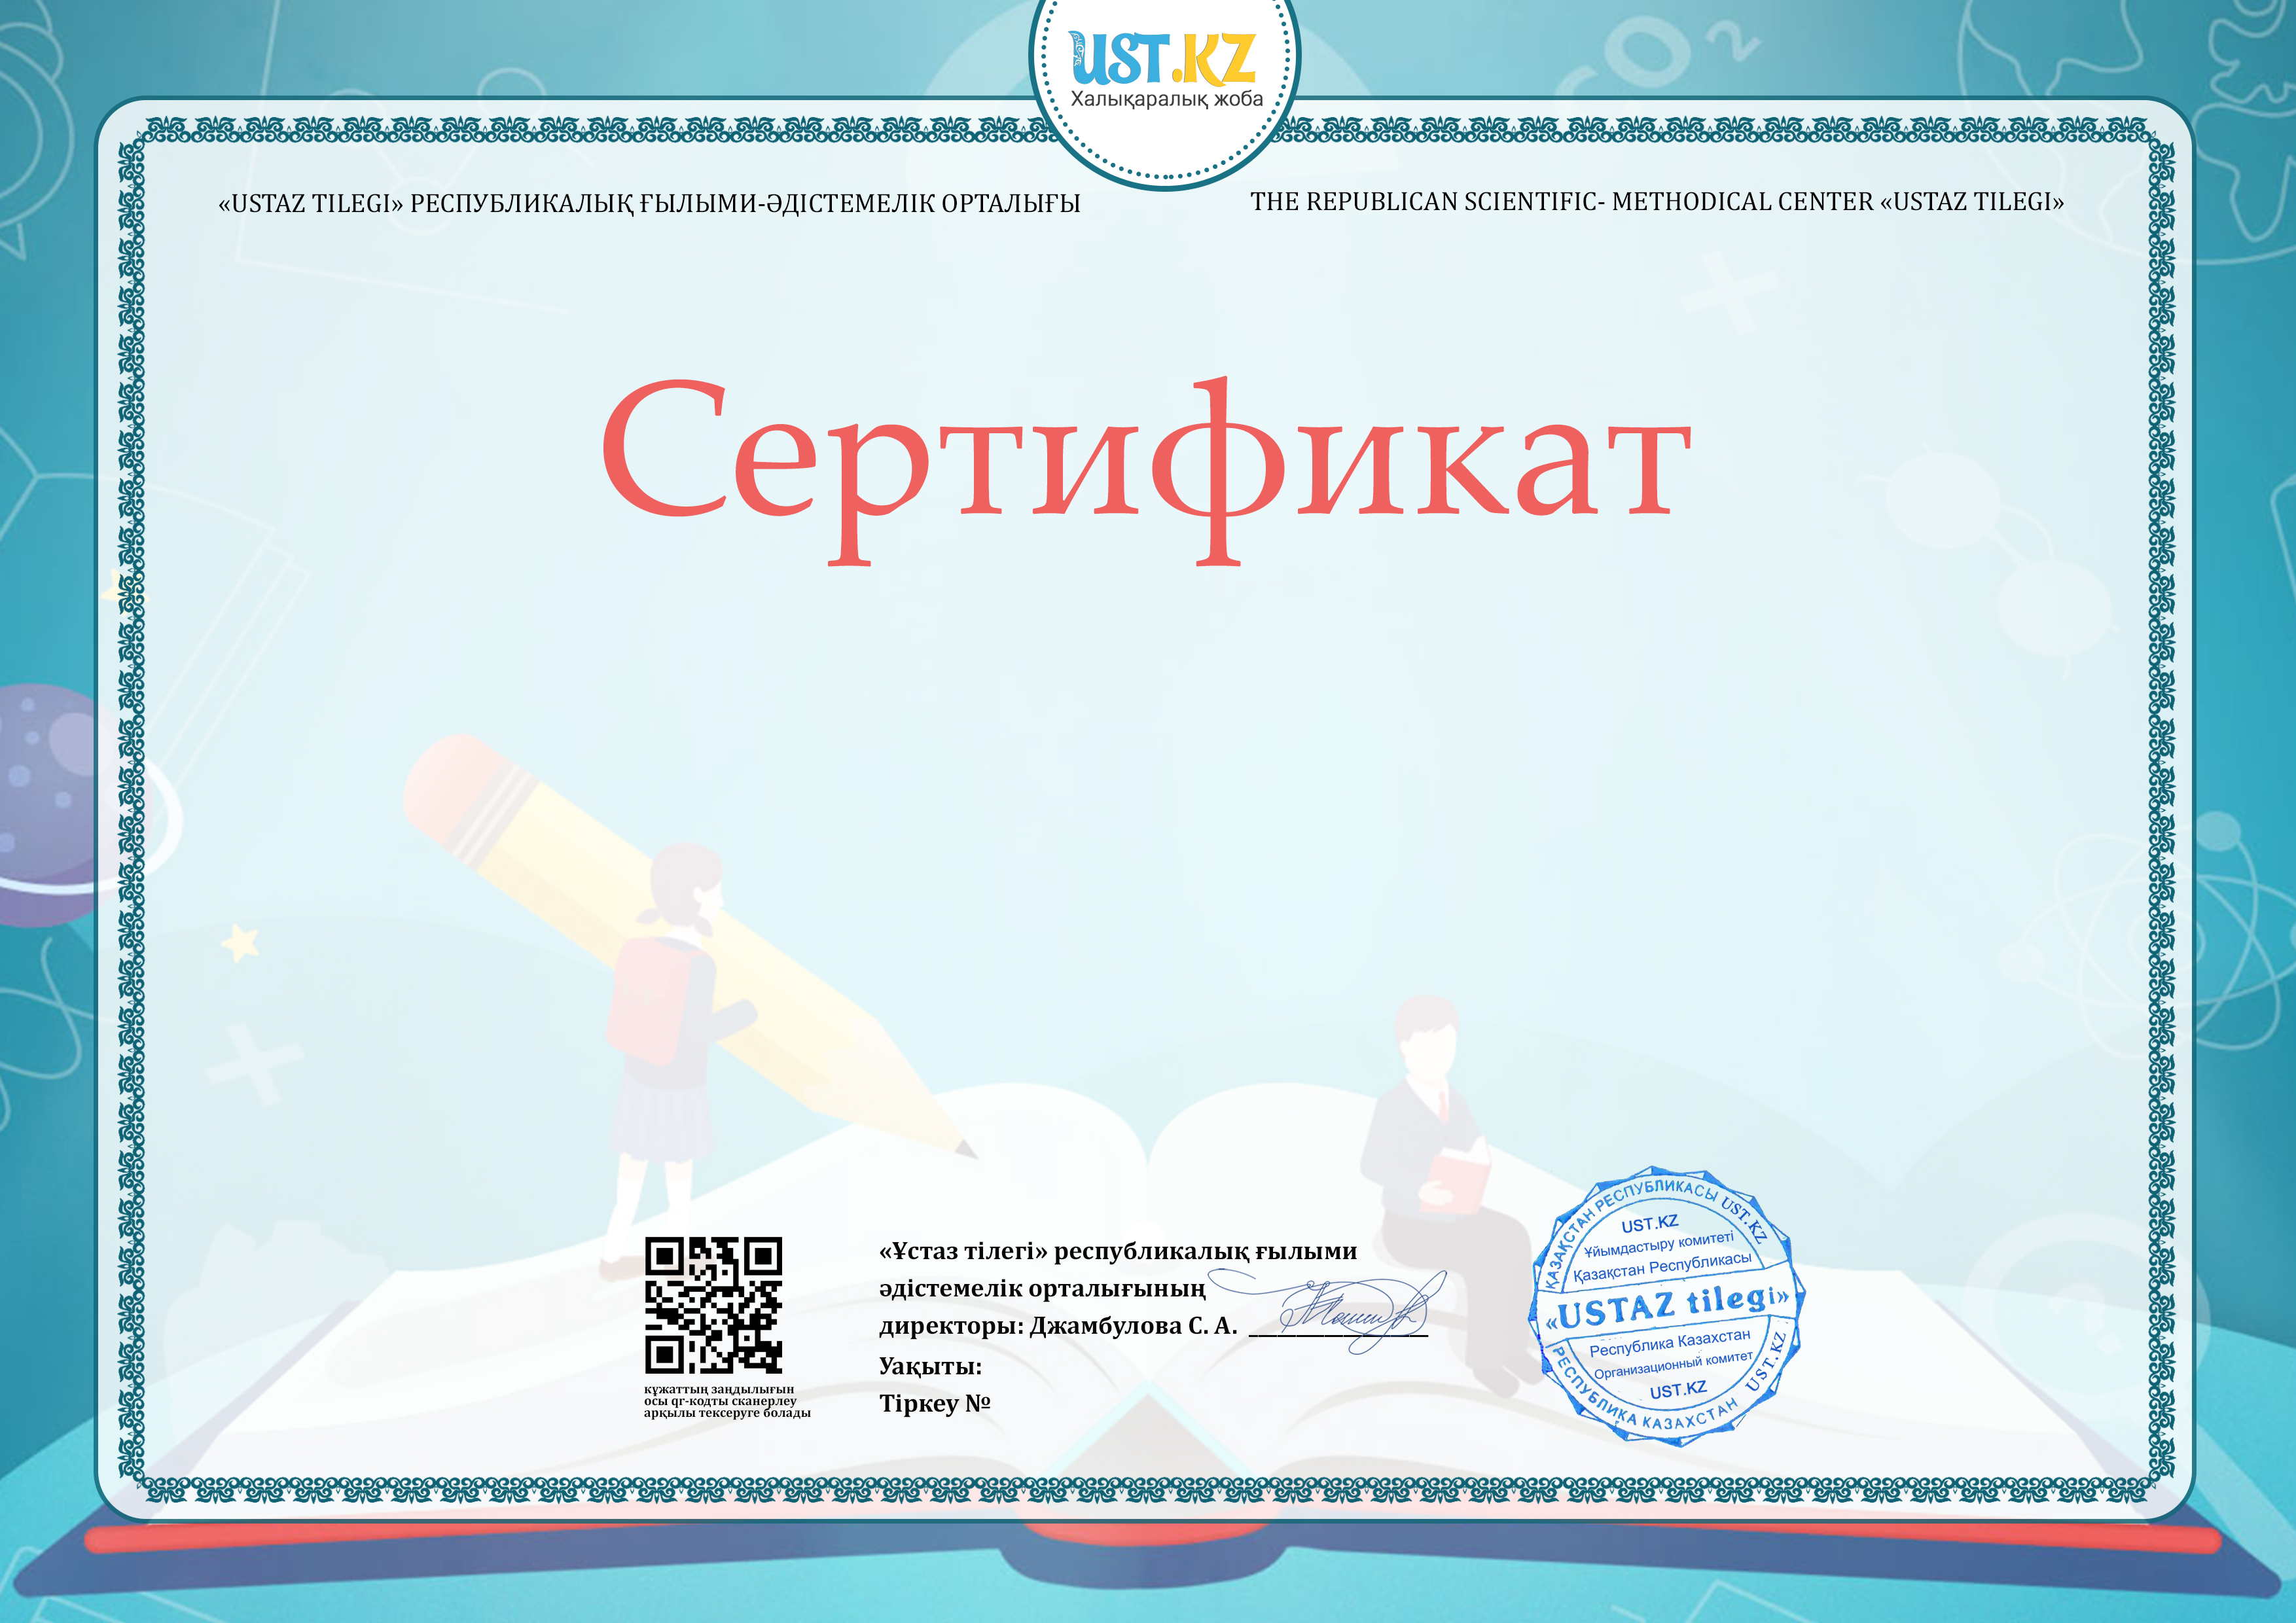 UST.KZ
Халықаралық жоба
«USTAZ TILEGI» РЕСПУБЛИКАЛЫҚ ҒЫЛЫМИ-ӘДІСТЕМЕЛІК ОРТАЛЫҒЫ
THE REPUBLICAN SCIENTIFIC- METHODICAL CENTER «USTAZ TILEGI»
Сертификат
«Ұстаз тілегі» республикалық ғылыми
әдістемелік орталығының
директоры: Джамбулова С. А.
Уақыты:
Тіркеу №
құжаттың заңдылығын
осы qr-кодты сканерлеу
арқылы тексеруге болады
ҚАЗАҚСТАН РЕСПУБЛИКАСЫ UST.KZ
UST.KZ
Ұйымдастыру комитеті
Қазақстан Республикасы
«USTAZ tilegi»
Республика Казахстан
Организационный комитет
UST.KZ
РЕСПУБЛИКА КАЗАХСТАН UST.KZ